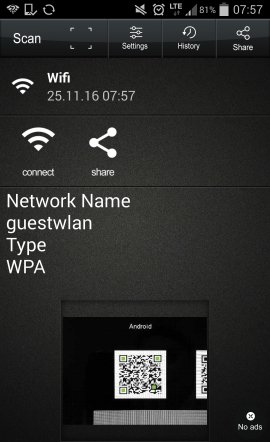 LTE 81% 07:57
Scan
Settings
History
Share
Wifi
25.11.16 07:57
connect
share
Network Name
guestwlan
Type
WPA
Android
No ads